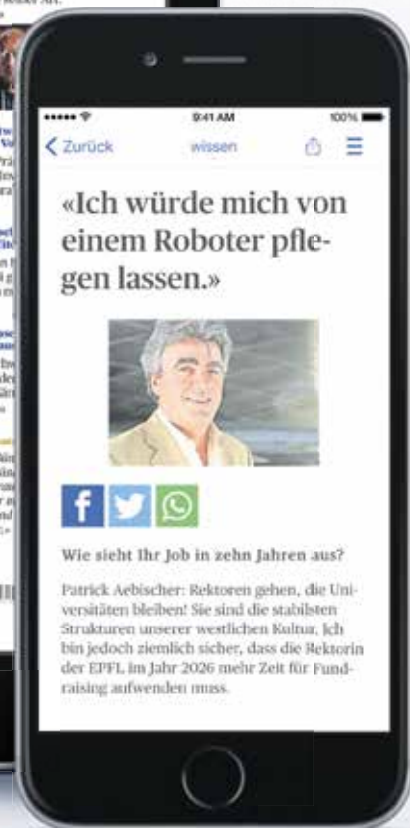 9:41 AM
100%
Zurück
wissen
«Ich würde mich von
einem Roboter pfle-
gen lassen.»
Wie sieht Ihr Job in zehn Jahren aus?
Patrick Aebischer: Rektoren gehen, die Uni-
versitäten bleiben! Sie sind die stabilsten
Strukturen unserer westlichen Kultur. Ich
bin jedoch ziemlich sicher, dass die Rektorin
der EPFL im Jahr 2026 mehr Zeit für Fund-
raising aufwenden muss.